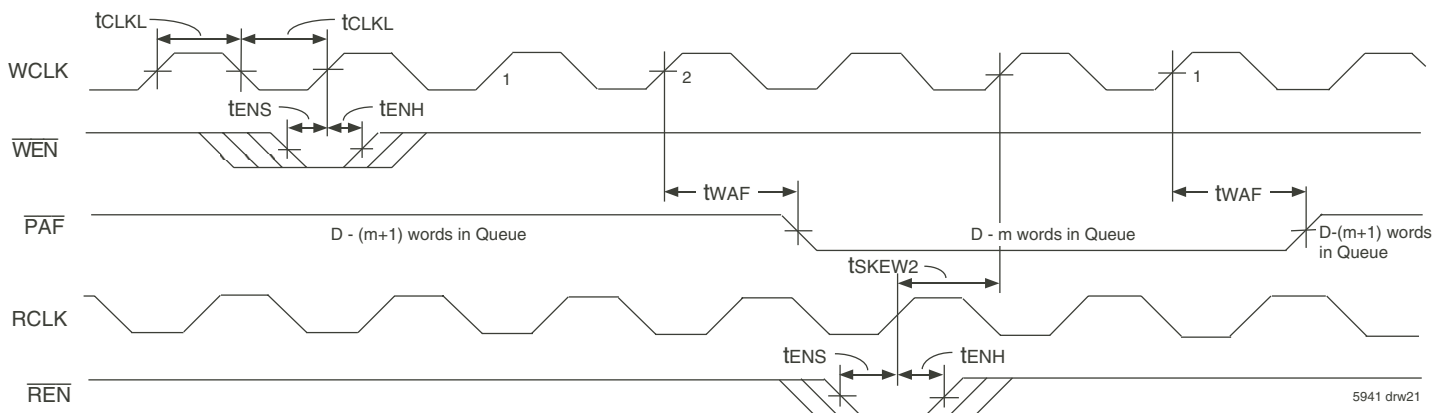 tCLKL tCLKL
WCLK 1 2 1
tENS tENH
WEN
tWAF tWAF
PAF
D - (m+1) words in Queue D - m words in Queue D-(m+1) words
in Queue
tSKEW2
RCLK
tENS tENH
REN
5941 drw21